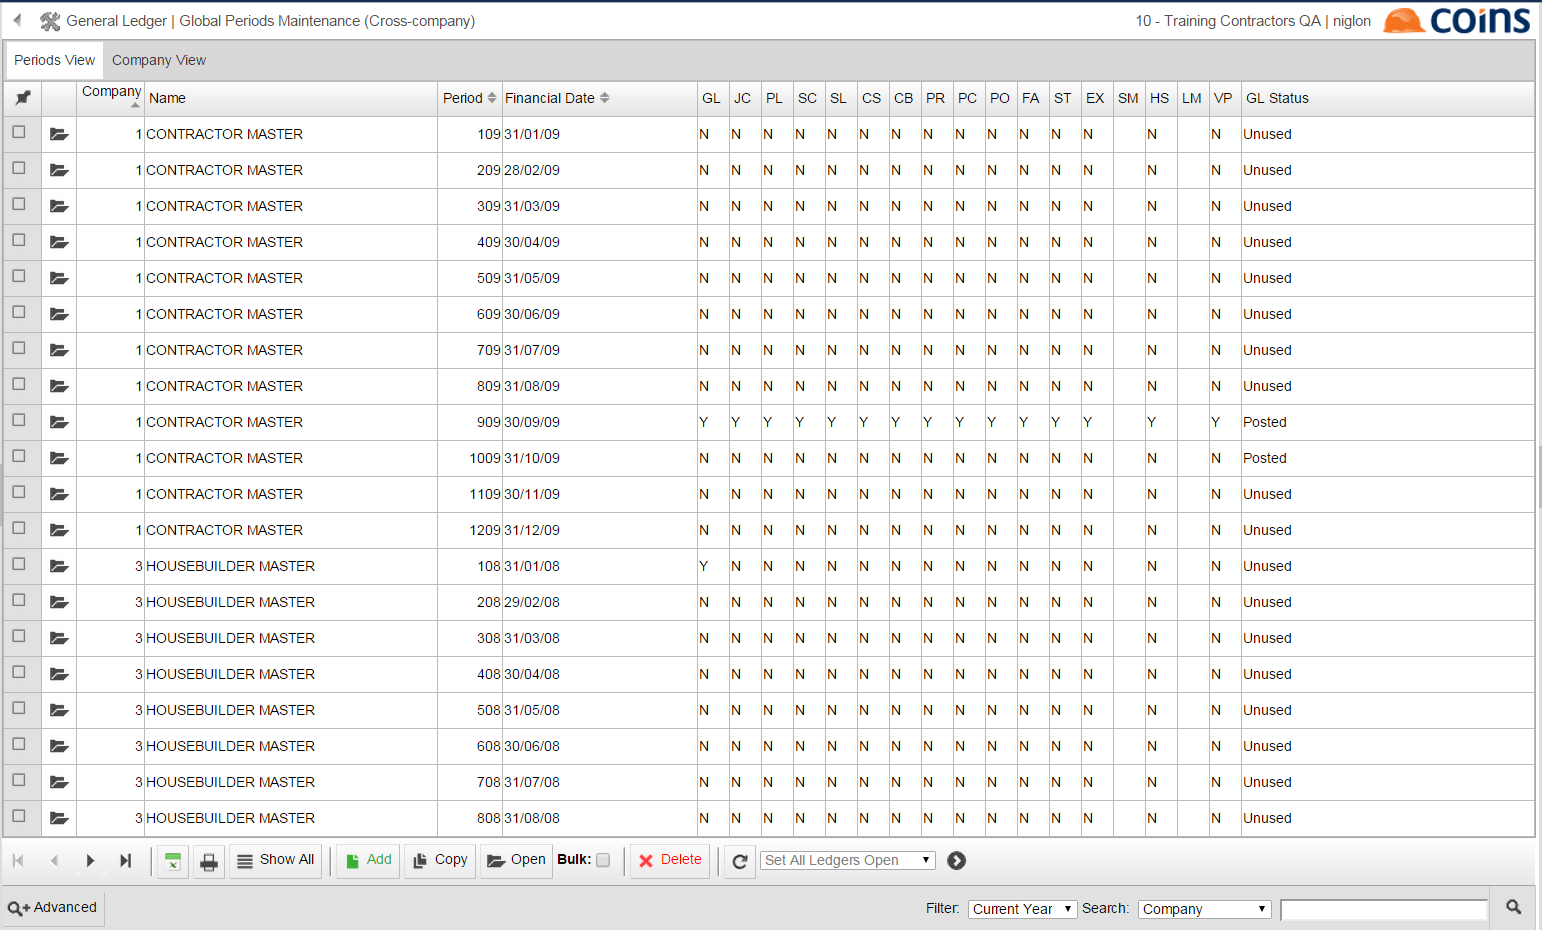 General Ledger | Global Periods Maintenance (Cross-company) 10 - Training Contractors QA | niglon coins
Periods View Company View
Company Name Period Financial Date GL JC PL SC SL CS CB PR PC PO FA ST EX SM HS LM VP GL Status
1 CONTRACTOR MASTER 109 31/01/09 N N N N N N N N N N N N N N N Unused
1 CONTRACTOR MASTER 209 28/02/09 N N N N N N N N N N N N N N N Unused
1 CONTRACTOR MASTER 309 31/03/09 N N N N N N N N N N N N N N N Unused
1 CONTRACTOR MASTER 409 30/04/09 N N N N N N N N N N N N N N N Unused
1 CONTRACTOR MASTER 509 31/05/09 N N N N N N N N N N N N N N N Unused
1 CONTRACTOR MASTER 609 30/06/09 N N N N N N N N N N N N N N N Unused
1 CONTRACTOR MASTER 709 31/07/09 N N N N N N N N N N N N N N N Unused
1 CONTRACTOR MASTER 809 31/08/09 N N N N N N N N N N N N N N N Unused
1 CONTRACTOR MASTER 909 30/09/09 Y Y Y Y Y Y Y Y Y Y Y Y Y Y Y Posted
1 CONTRACTOR MASTER 1009 31/10/09 N N N N N N N N N N N N N N N Posted
1 CONTRACTOR MASTER 1109 30/11/09 N N N N N N N N N N N N N N N Unused
1 CONTRACTOR MASTER 1209 31/12/09 N N N N N N N N N N N N N N N Unused
3 HOUSEBUILDER MASTER 108 31/01/08 Y N N N N N N N N N N N N N N Unused
3 HOUSEBUILDER MASTER 208 29/02/08 N N N N N N N N N N N N N N N Unused
3 HOUSEBUILDER MASTER 308 31/03/08 N N N N N N N N N N N N N N N Unused
3 HOUSEBUILDER MASTER 408 30/04/08 N N N N N N N N N N N N N N N Unused
3 HOUSEBUILDER MASTER 508 31/05/08 N N N N N N N N N N N N N N N Unused
3 HOUSEBUILDER MASTER 608 30/06/08 N N N N N N N N N N N N N N N Unused
3 HOUSEBUILDER MASTER 708 31/07/08 N N N N N N N N N N N N N N N Unused
3 HOUSEBUILDER MASTER 808 31/08/08 N N N N N N N N N N N N N N N Unused
Show All Add Copy Open Bulk: Delete Set All Ledgers Open
Advanced Filter: Current Year Search: Company